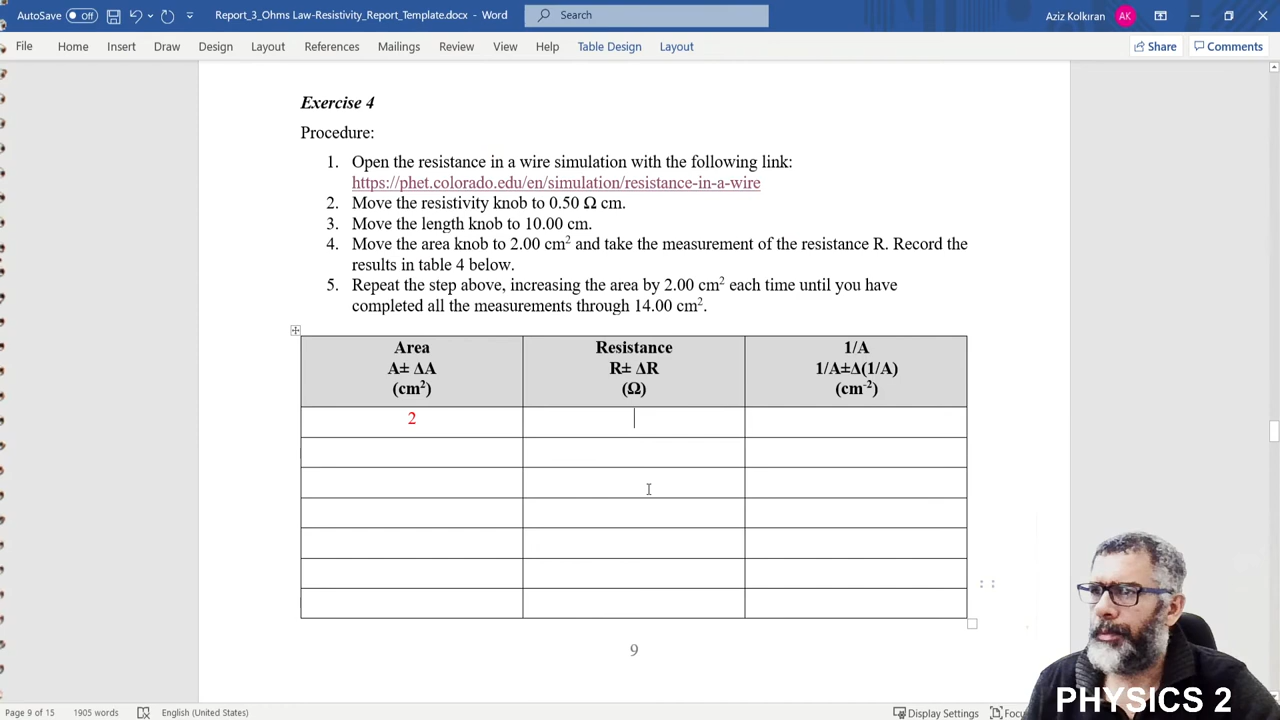 AutoSave Off Report_3_Ohms Law-Resistivity_Report_Template.docx - Word Search Aziz Kolkıran AK
File Home Insert Draw Design Layout References Mailings Review View Help Table Design Layout Share Comments
Exercise 4
Procedure:
1. Open the resistance in a wire simulation with the following link:
https://phet.colorado.edu/en/simulation/resistance-in-a-wire
2. Move the resistivity knob to 0.50 Ω cm.
3. Move the length knob to 10.00 cm.
4. Move the area knob to 2.00 cm² and take the measurement of the resistance R. Record the
results in table 4 below.
5. Repeat the step above, increasing the area by 2.00 cm² each time until you have
completed all the measurements through 14.00 cm².
Area Resistance 1/A
A± ΔA R± ΔR 1/A±Δ(1/A)
(cm²) (Ω) (cm⁻²)
2
9
PHYSICS 2
Page 9 of 15 1905 words English (United States) Display Settings Focu